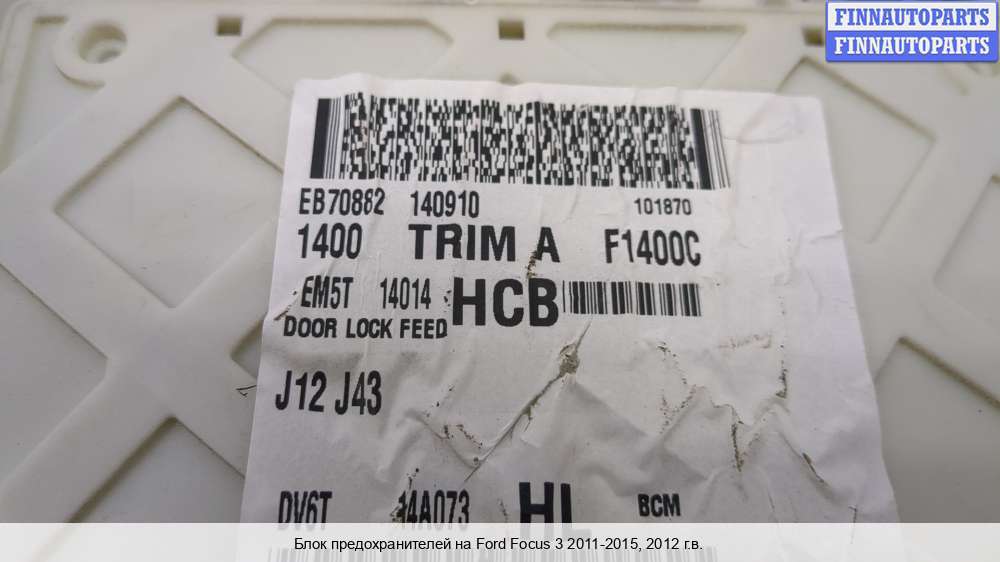 FINNAUTOPARTS
FINNAUTOPARTS
EB70882 140910 101870
1400 TRIM A F1400C
EM5T 14014 HCB
DOOR LOCK FEED
J12 J43
DV6T 14A073 HL BCM
Блок предохранителей на Ford Focus 3 2011-2015, 2012 г.в.